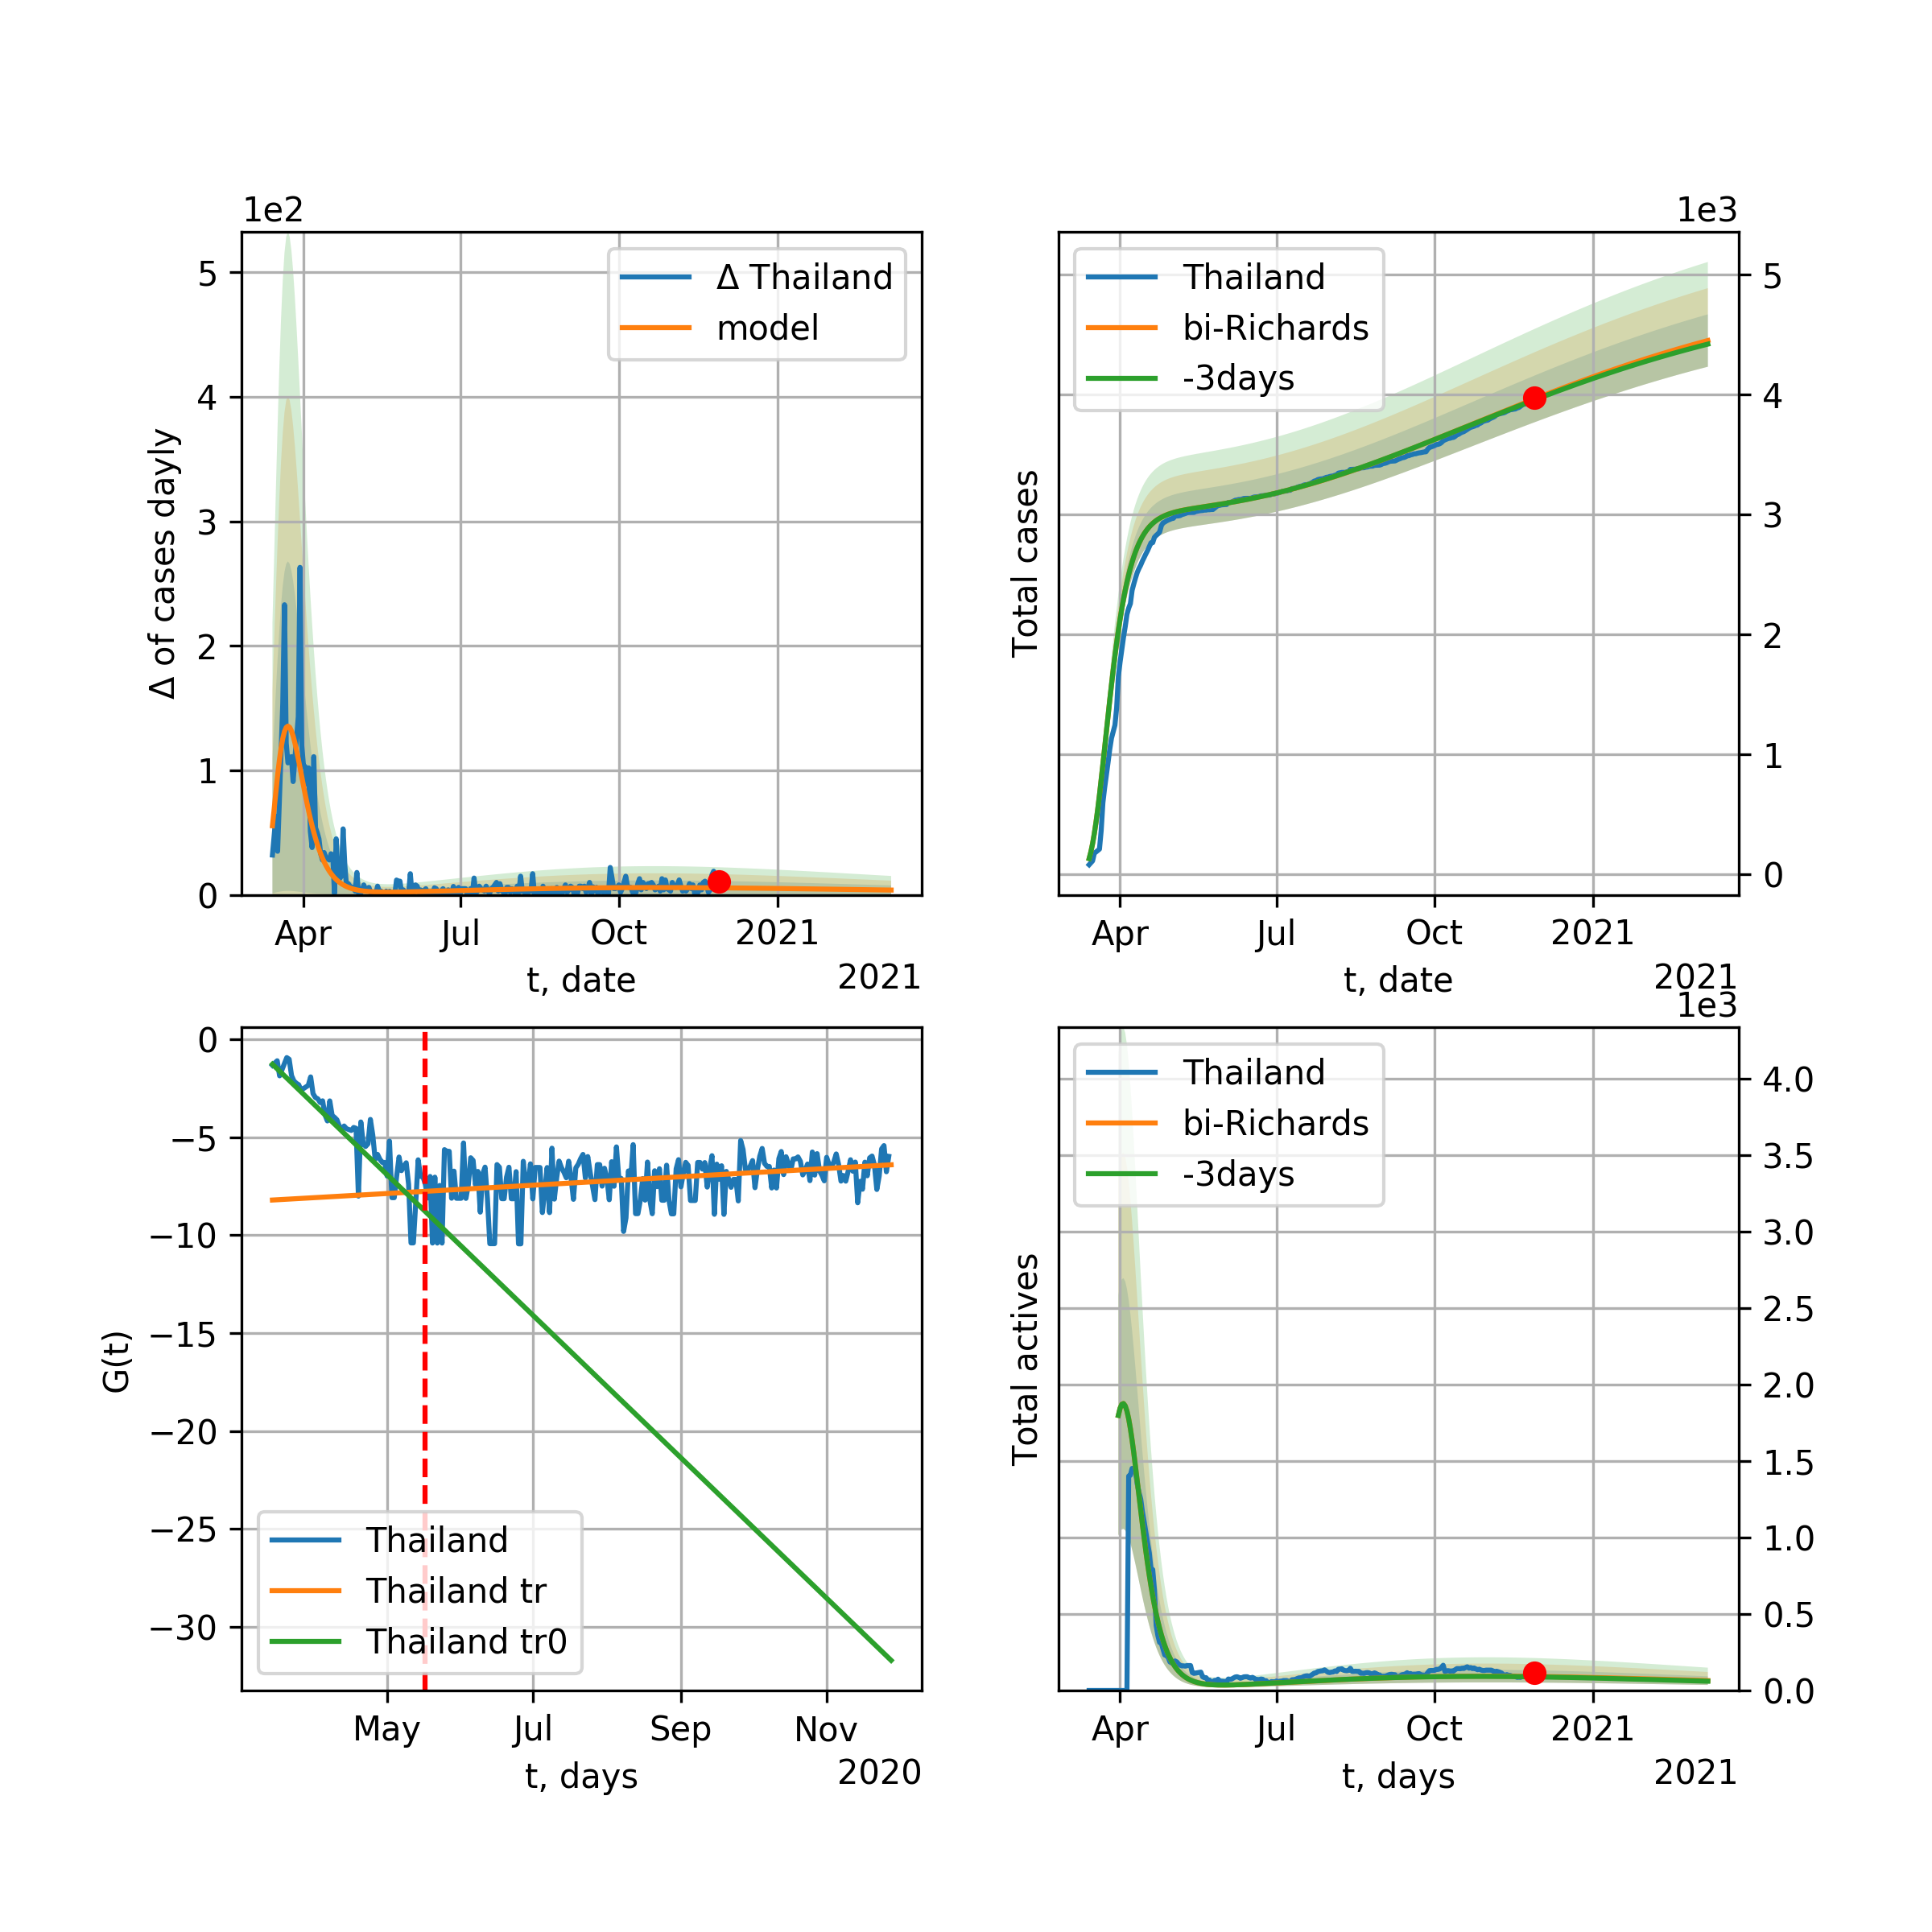 1e2
Δ of cases dayly
5
4
3
2
1
0
Δ Thailand
model
Apr
Jul
Oct
2021
t, date
2021
1e3
Total cases
Thailand
bi-Richards
-3days
5
4
3
2
1
0
Apr
Jul
Oct
2021
t, date
2021
G(t)
0
−5
−10
−15
−20
−25
−30
Thailand
Thailand tr
Thailand tr0
May
Jul
Sep
Nov
t, days
2020
1e3
Total actives
Thailand
bi-Richards
-3days
4.0
3.5
3.0
2.5
2.0
1.5
1.0
0.5
0.0
Apr
Jul
Oct
2021
t, days
2021